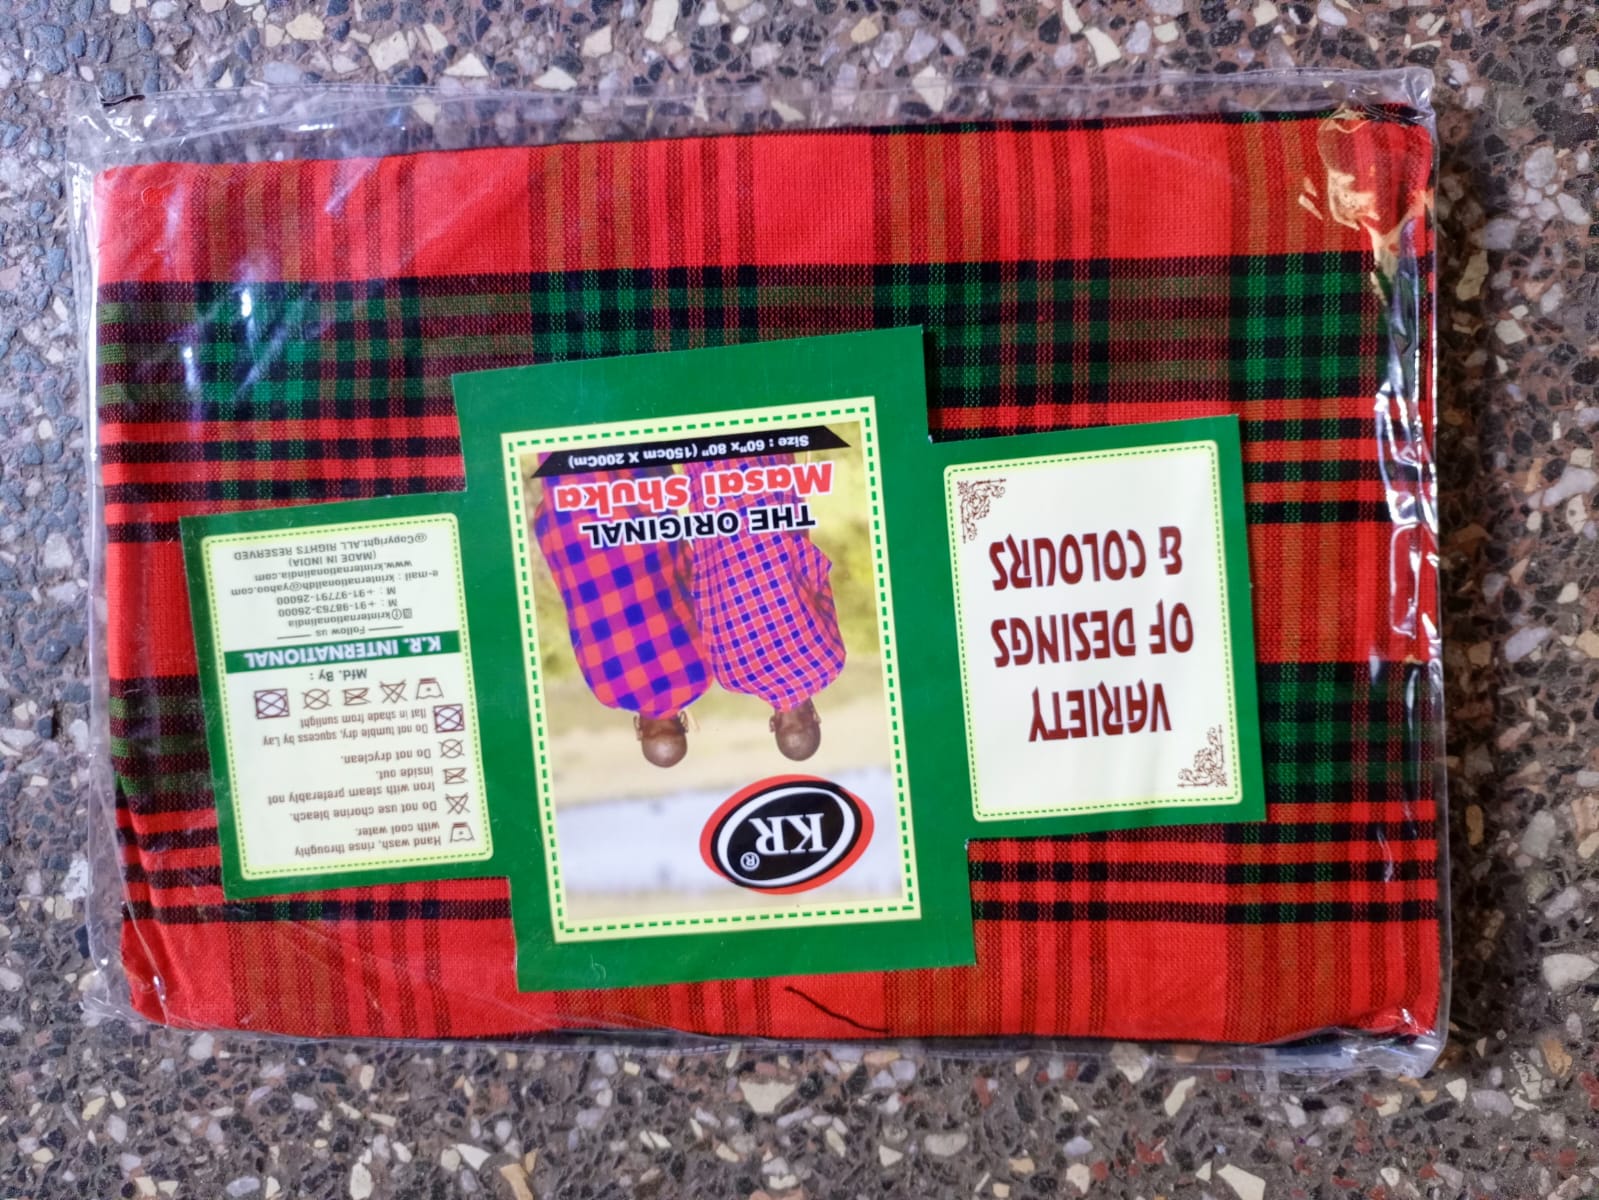 VARIETY
OF DESINGS
& COLOURS
KR®
THE ORIGINAL
Masai Shuka
Size : 60"x 80" (150cm X 200Cm)
Hand wash, rinse throughly
with cool water.
Do not use chorine bleach.
Iron with steam preferably not
inside out.
Do not dryclean.
Do not tumble dry, squcess by Lay
flat in shade from sunlight
Mfd. By :
K.R. INTERNATIONAL
Follow us
krinternationalindia
M : +91-98753-26000
M : +91-97791-26000
e-mail : krinternationaldh@yahoo.com
www.krinternationalindia.com
(MADE IN INDIA)
@Copyright.ALL RIGHTS RESERVED